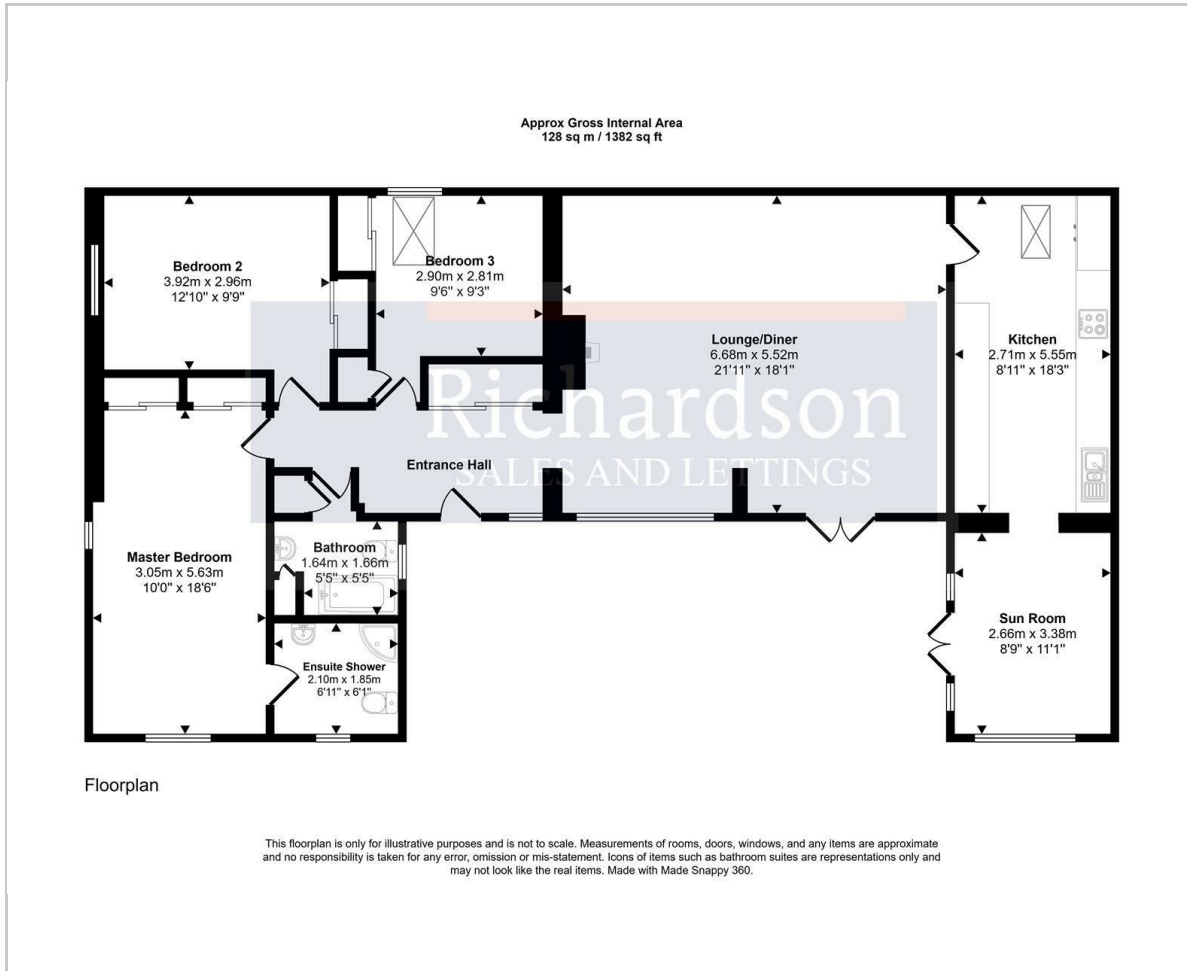 Approx Gross Internal Area
128 sq m / 1382 sq ft
Bedroom 2
3.92m x 2.96m
12'10" x 9'9"
Bedroom 3
2.90m x 2.81m
9'6" x 9'3"
Lounge/Diner
6.68m x 5.52m
21'11" x 18'1"
Kitchen
2.71m x 5.55m
8'11" x 18'3"
Richardson
SALES AND LETTINGS
Entrance Hall
Master Bedroom
3.05m x 5.63m
10'0" x 18'6"
Bathroom
1.64m x 1.66m
5'5" x 5'5"
Ensuite Shower
2.10m x 1.85m
6'11" x 6'1"
Sun Room
2.66m x 3.38m
8'9" x 11'1"
Floorplan
This floorplan is only for illustrative purposes and is not to scale. Measurements of rooms, doors, windows, and any items are approximate
and no responsibility is taken for any error, omission or mis-statement. Icons of items such as bathroom suites are representations only and
may not look like the real items. Made with Made Snappy 360.